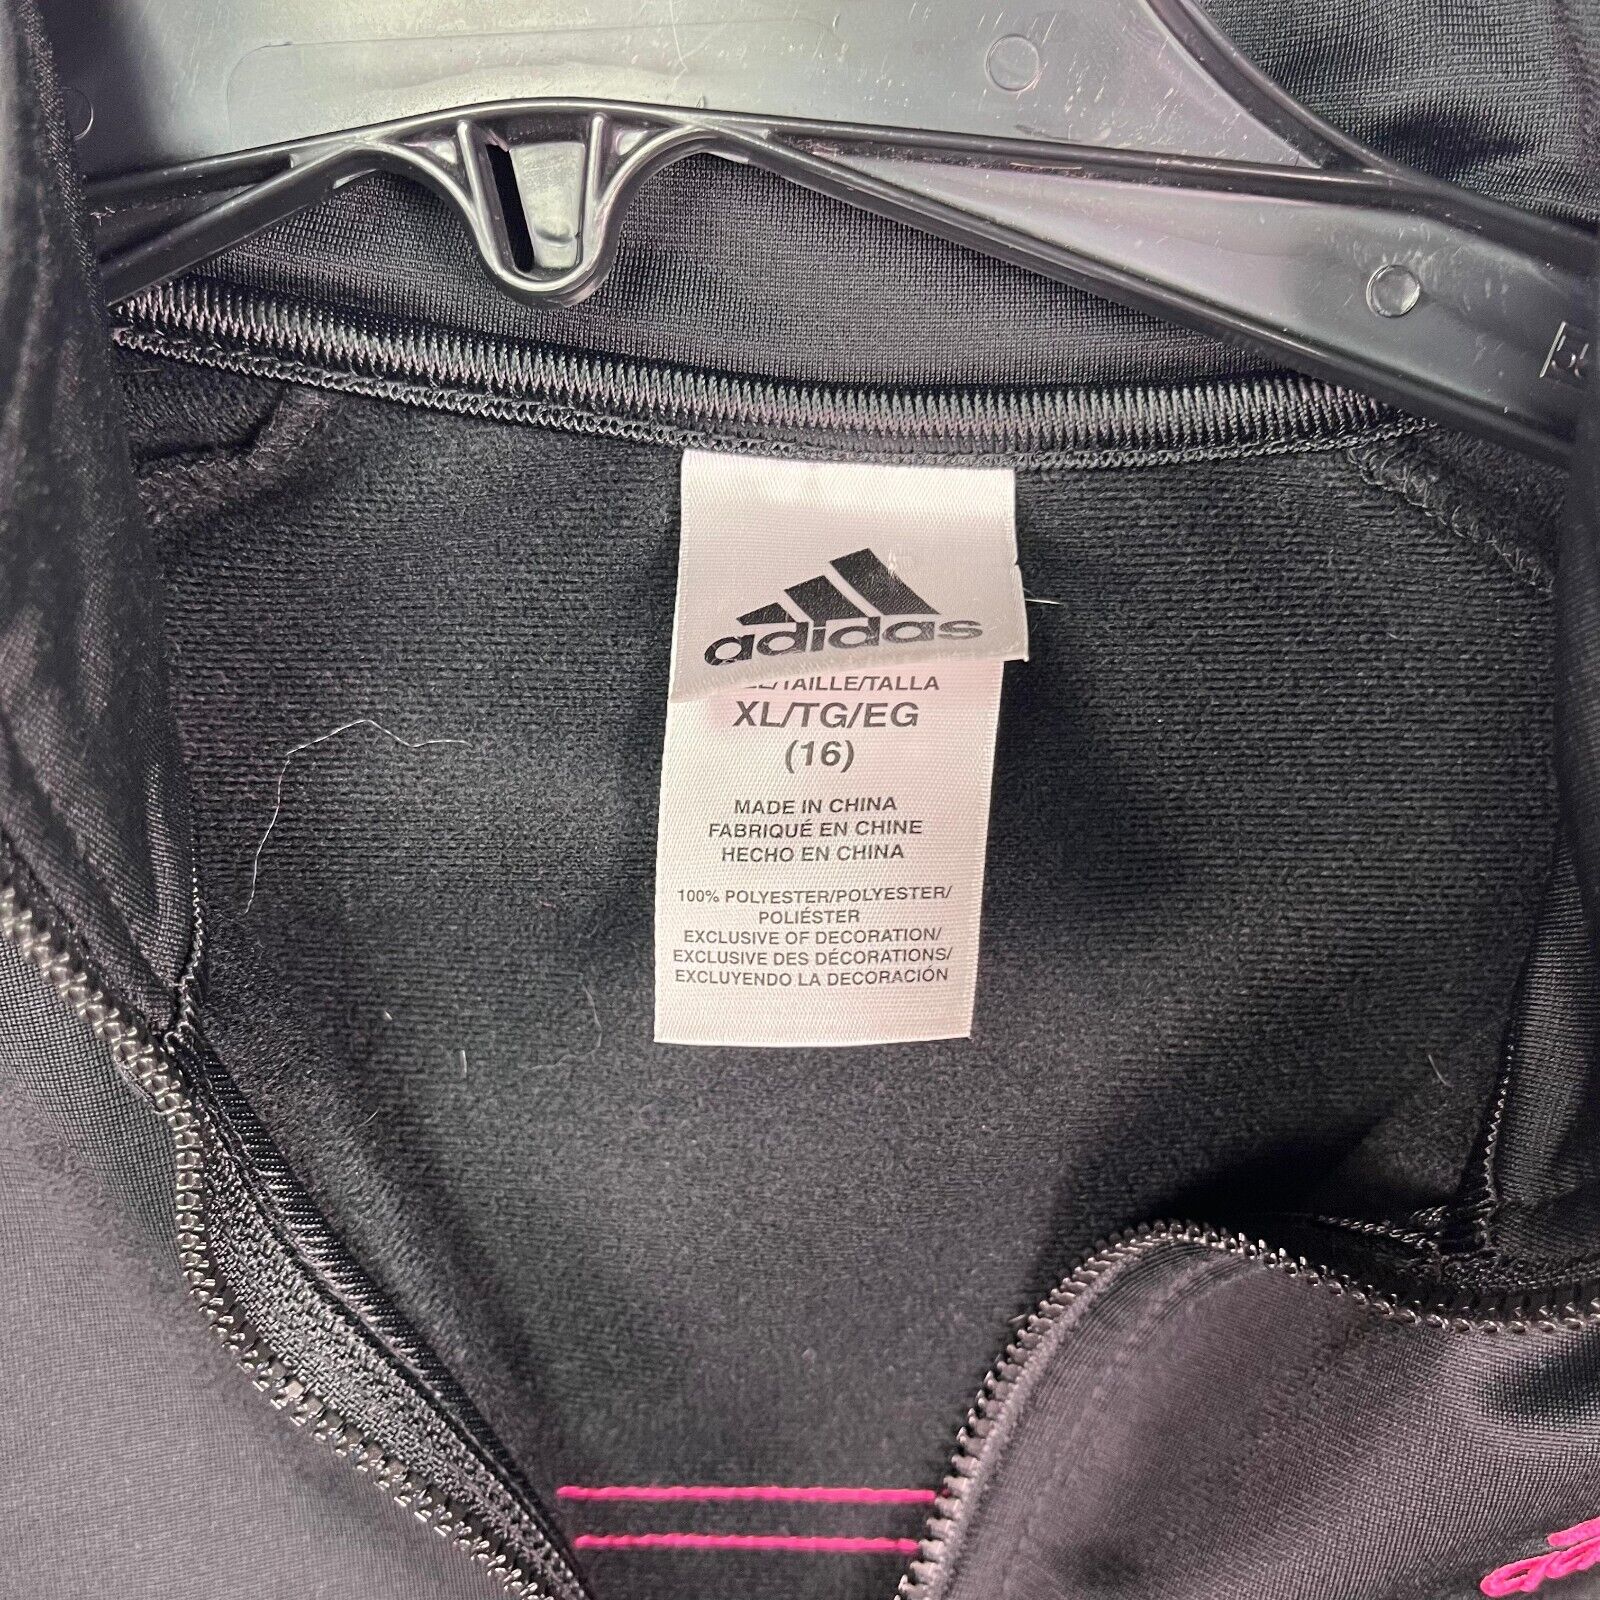 adidas
/TAILLE/TALLA
XL/TG/EG
(16)
MADE IN CHINA
FABRIQUÉ EN CHINE
HECHO EN CHINA
100% POLYESTER/POLYESTER/
POLIÉSTER
EXCLUSIVE OF DECORATION/
EXCLUSIVE DES DÉCORATIONS/
EXCLUYENDO LA DECORACIÓN